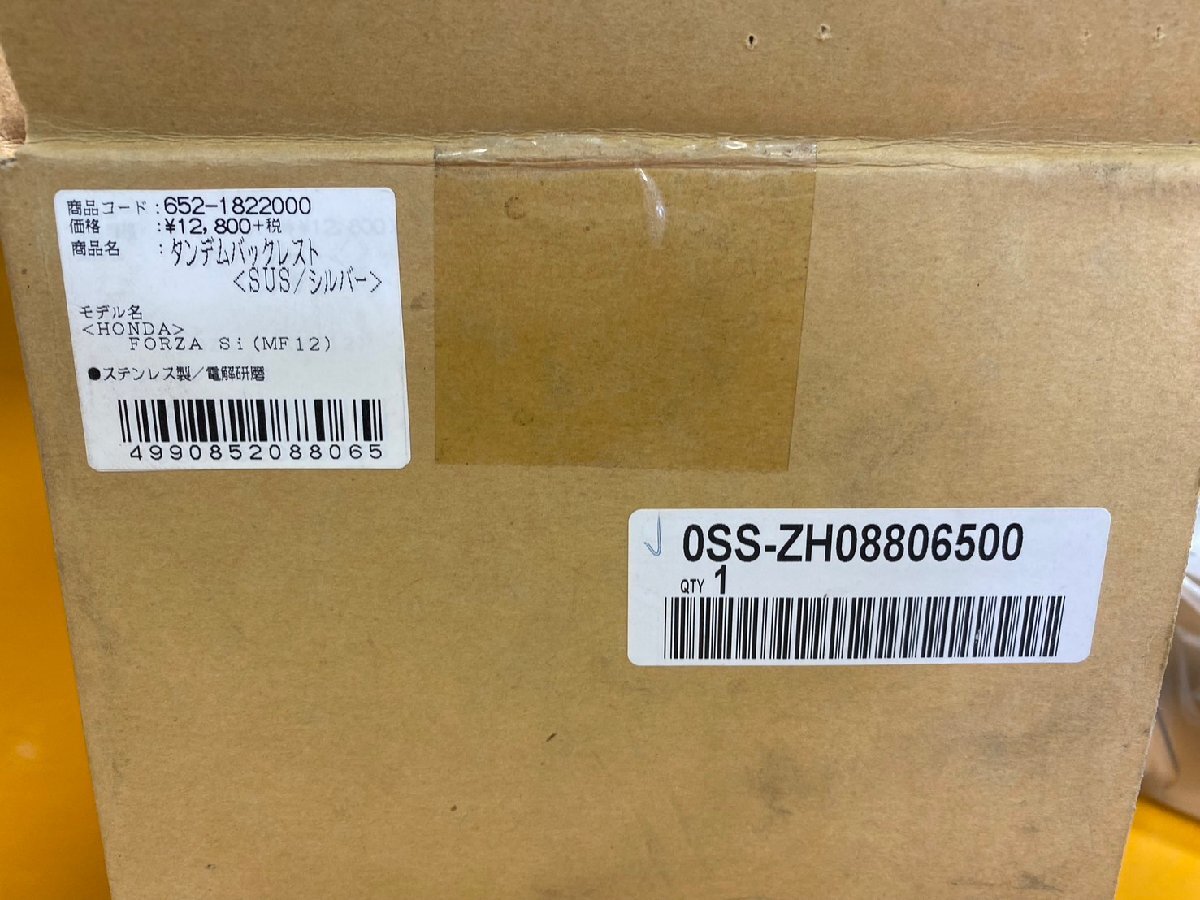 商品コード:652-1822000
価格 :¥12,800+税
商品名 :タンデムバックレスト
<SUS/シルバー>
モデル名
<HONDA>
FORZA Si(MF12)
●ステンレス製/電解研磨
4990852088065
0SS-ZH08806500
QTY 1